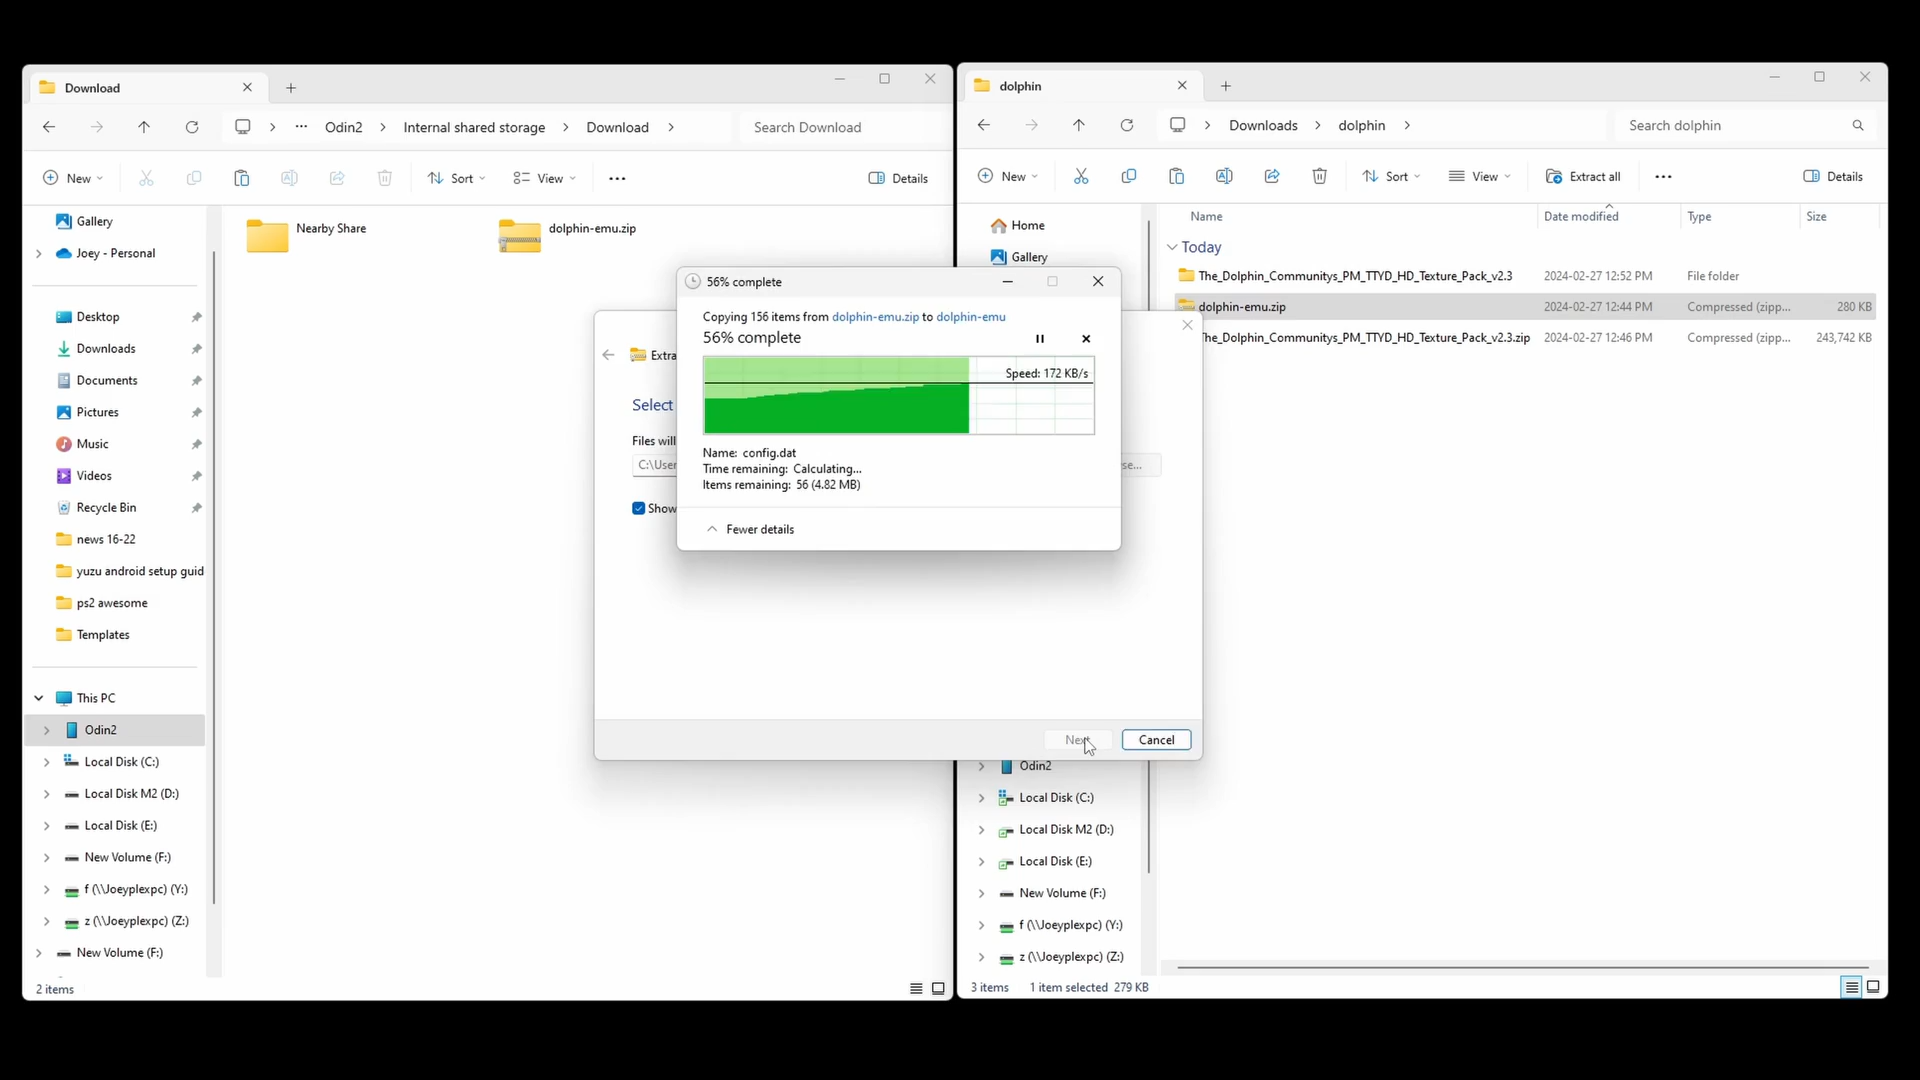 Download
Odin2
Internal shared storage
Download
Search Download
New
Sort
View
Details
Gallery
Joey - Personal
Desktop
Downloads
Documents
Pictures
Music
Videos
Recycle Bin
news 16-22
yuzu android setup guid
ps2 awesome
Templates
This PC
Odin2
Local Disk (C:)
Local Disk M2 (D:)
Local Disk (E:)
New Volume (F:)
f (\\Joeyplexpc) (Y:)
z (\\Joeyplexpc) (Z:)
New Volume (F:)
2 items
Nearby Share
dolphin-emu.zip
56% complete
Copying 156 items from dolphin-emu.zip to dolphin-emu
56% complete
Speed: 172 KB/s
Name: config.dat
Time remaining: Calculating...
Items remaining: 56 (4.82 MB)
Fewer details
Extra
Select
Files will
C:\User
se...
Show
Next
Cancel
dolphin
Downloads
dolphin
Search dolphin
New
Sort
View
Extract all
Details
Home
Gallery
Name
Date modified
Type
Size
Today
The_Dolphin_Communitys_PM_TTYD_HD_Texture_Pack_v2.3 2024-02-27 12:52 PM File folder
dolphin-emu.zip 2024-02-27 12:44 PM Compressed (zipp... 280 KB
The_Dolphin_Communitys_PM_TTYD_HD_Texture_Pack_v2.3.zip 2024-02-27 12:46 PM Compressed (zipp... 243,742 KB
Odin2
Local Disk (C:)
Local Disk M2 (D:)
Local Disk (E:)
New Volume (F:)
f (\\Joeyplexpc) (Y:)
z (\\Joeyplexpc) (Z:)
3 items 1 item selected 279 KB